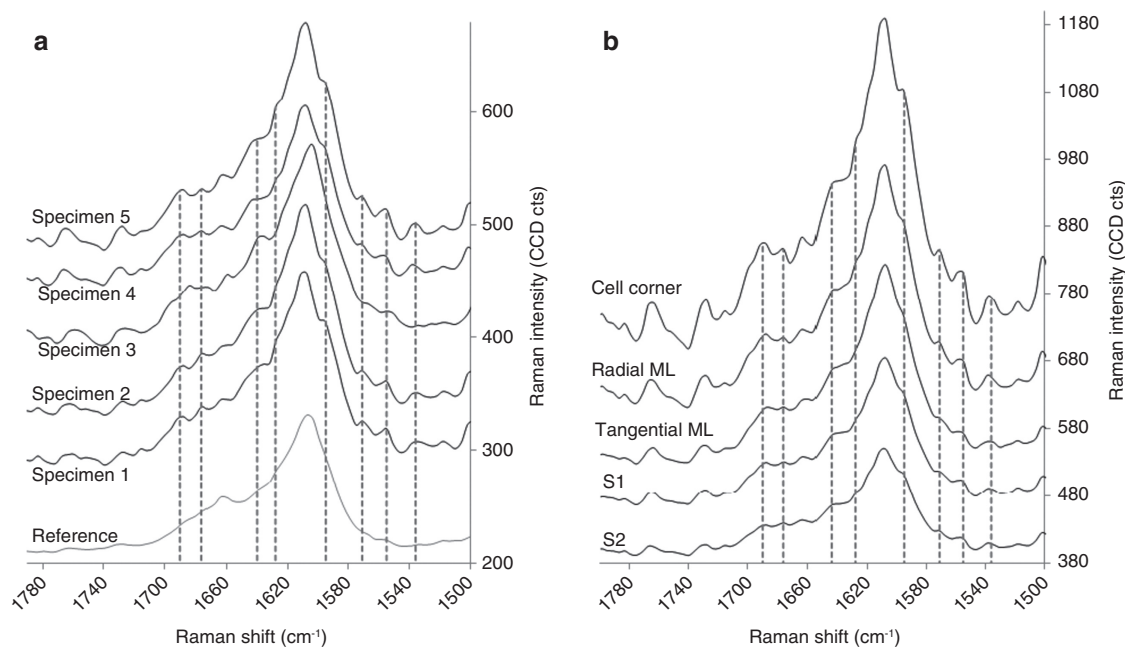 a
Specimen 5
Specimen 4
Specimen 3
Specimen 2
Specimen 1
Reference
600
500
400
300
200
Raman intensity (CCD cts)
1780
1740
1700
1660
1620
1580
1540
1500
Raman shift (cm-1)
b
Cell corner
Radial ML
Tangential ML
S1
S2
1180
1080
980
880
780
680
580
480
380
Raman intensity (CCD cts)
1780
1740
1700
1660
1620
1580
1540
1500
Raman shift (cm-1)